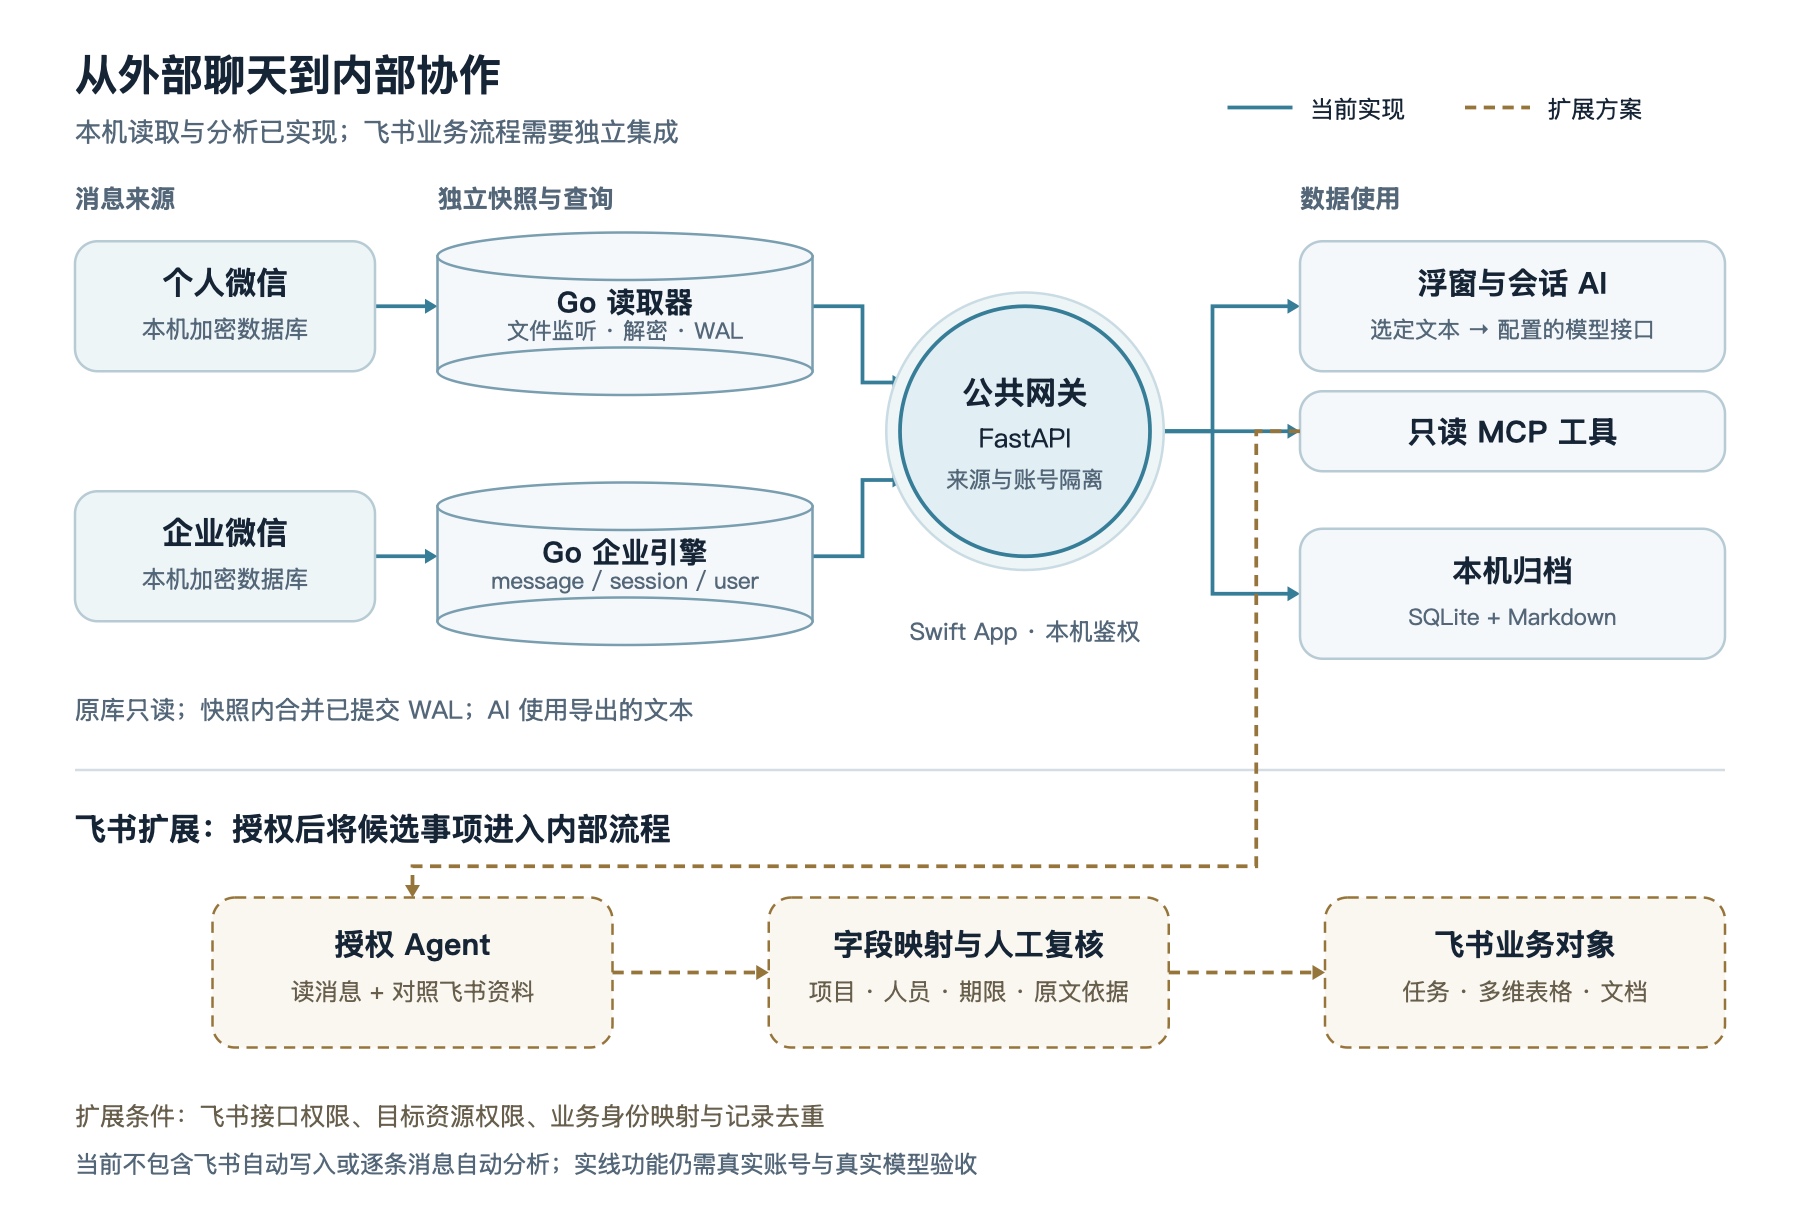 从外部聊天到内部协作
本机读取与分析已实现；飞书业务流程需要独立集成
当前实现
扩展方案
消息来源
独立快照与查询
数据使用
个人微信
本机加密数据库
Go 读取器
文件监听 · 解密 · WAL
公共网关
FastAPI
来源与账号隔离
浮窗与会话 AI
选定文本 → 配置的模型接口
只读 MCP 工具
企业微信
本机加密数据库
Go 企业引擎
message / session / user
本机归档
SQLite + Markdown
Swift App · 本机鉴权
原库只读；快照内合并已提交 WAL；AI 使用导出的文本
飞书扩展：授权后将候选事项进入内部流程
授权 Agent
读消息 + 对照飞书资料
字段映射与人工复核
项目 · 人员 · 期限 · 原文依据
飞书业务对象
任务 · 多维表格 · 文档
扩展条件：飞书接口权限、目标资源权限、业务身份映射与记录去重
当前不包含飞书自动写入或逐条消息自动分析；实线功能仍需真实账号与真实模型验收